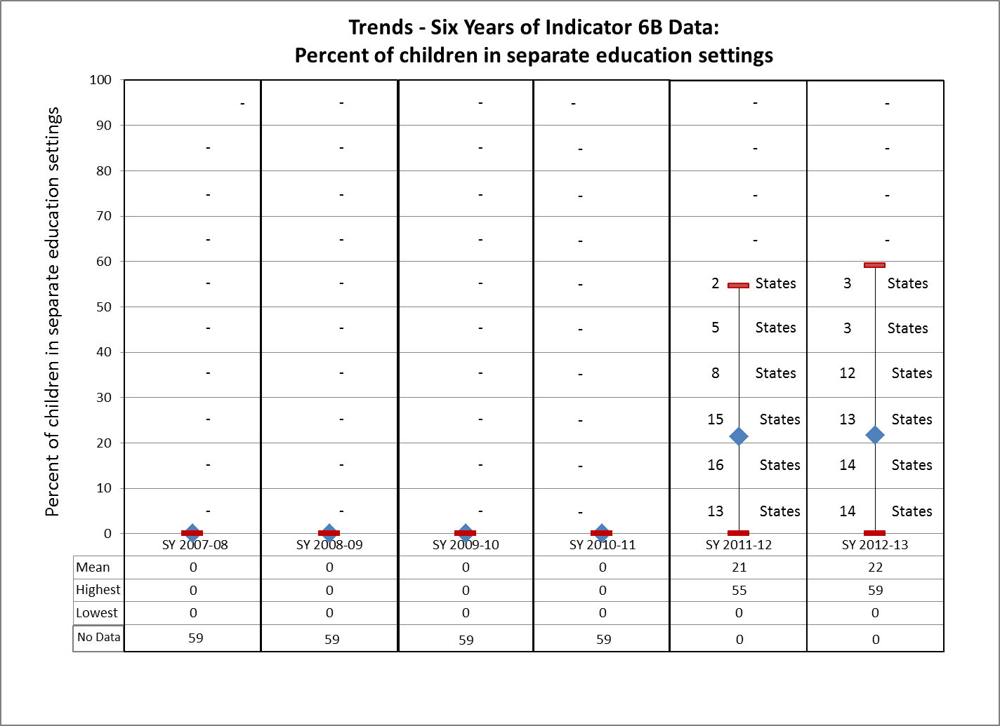 Trends - Six Years of Indicator 6B Data:
Percent of children in separate education settings
Percent of children in separate education settings
100 - - - - - -
90
- - - - - -
80
- - - - - -
70
- - - - - -
60
- - - - 2 States 3 States
50
- - - - 5 States 3 States
40
- - - - 8 States 12 States
30
- - - - 15 States 13 States
20
- - - - 16 States 14 States
10
- - - - 13 States 14 States
0
SY 2007-08 SY 2008-09 SY 2009-10 SY 2010-11 SY 2011-12 SY 2012-13
Mean 0 0 0 0 21 22
Highest 0 0 0 0 55 59
Lowest 0 0 0 0 0 0
No Data 59 59 59 59 0 0